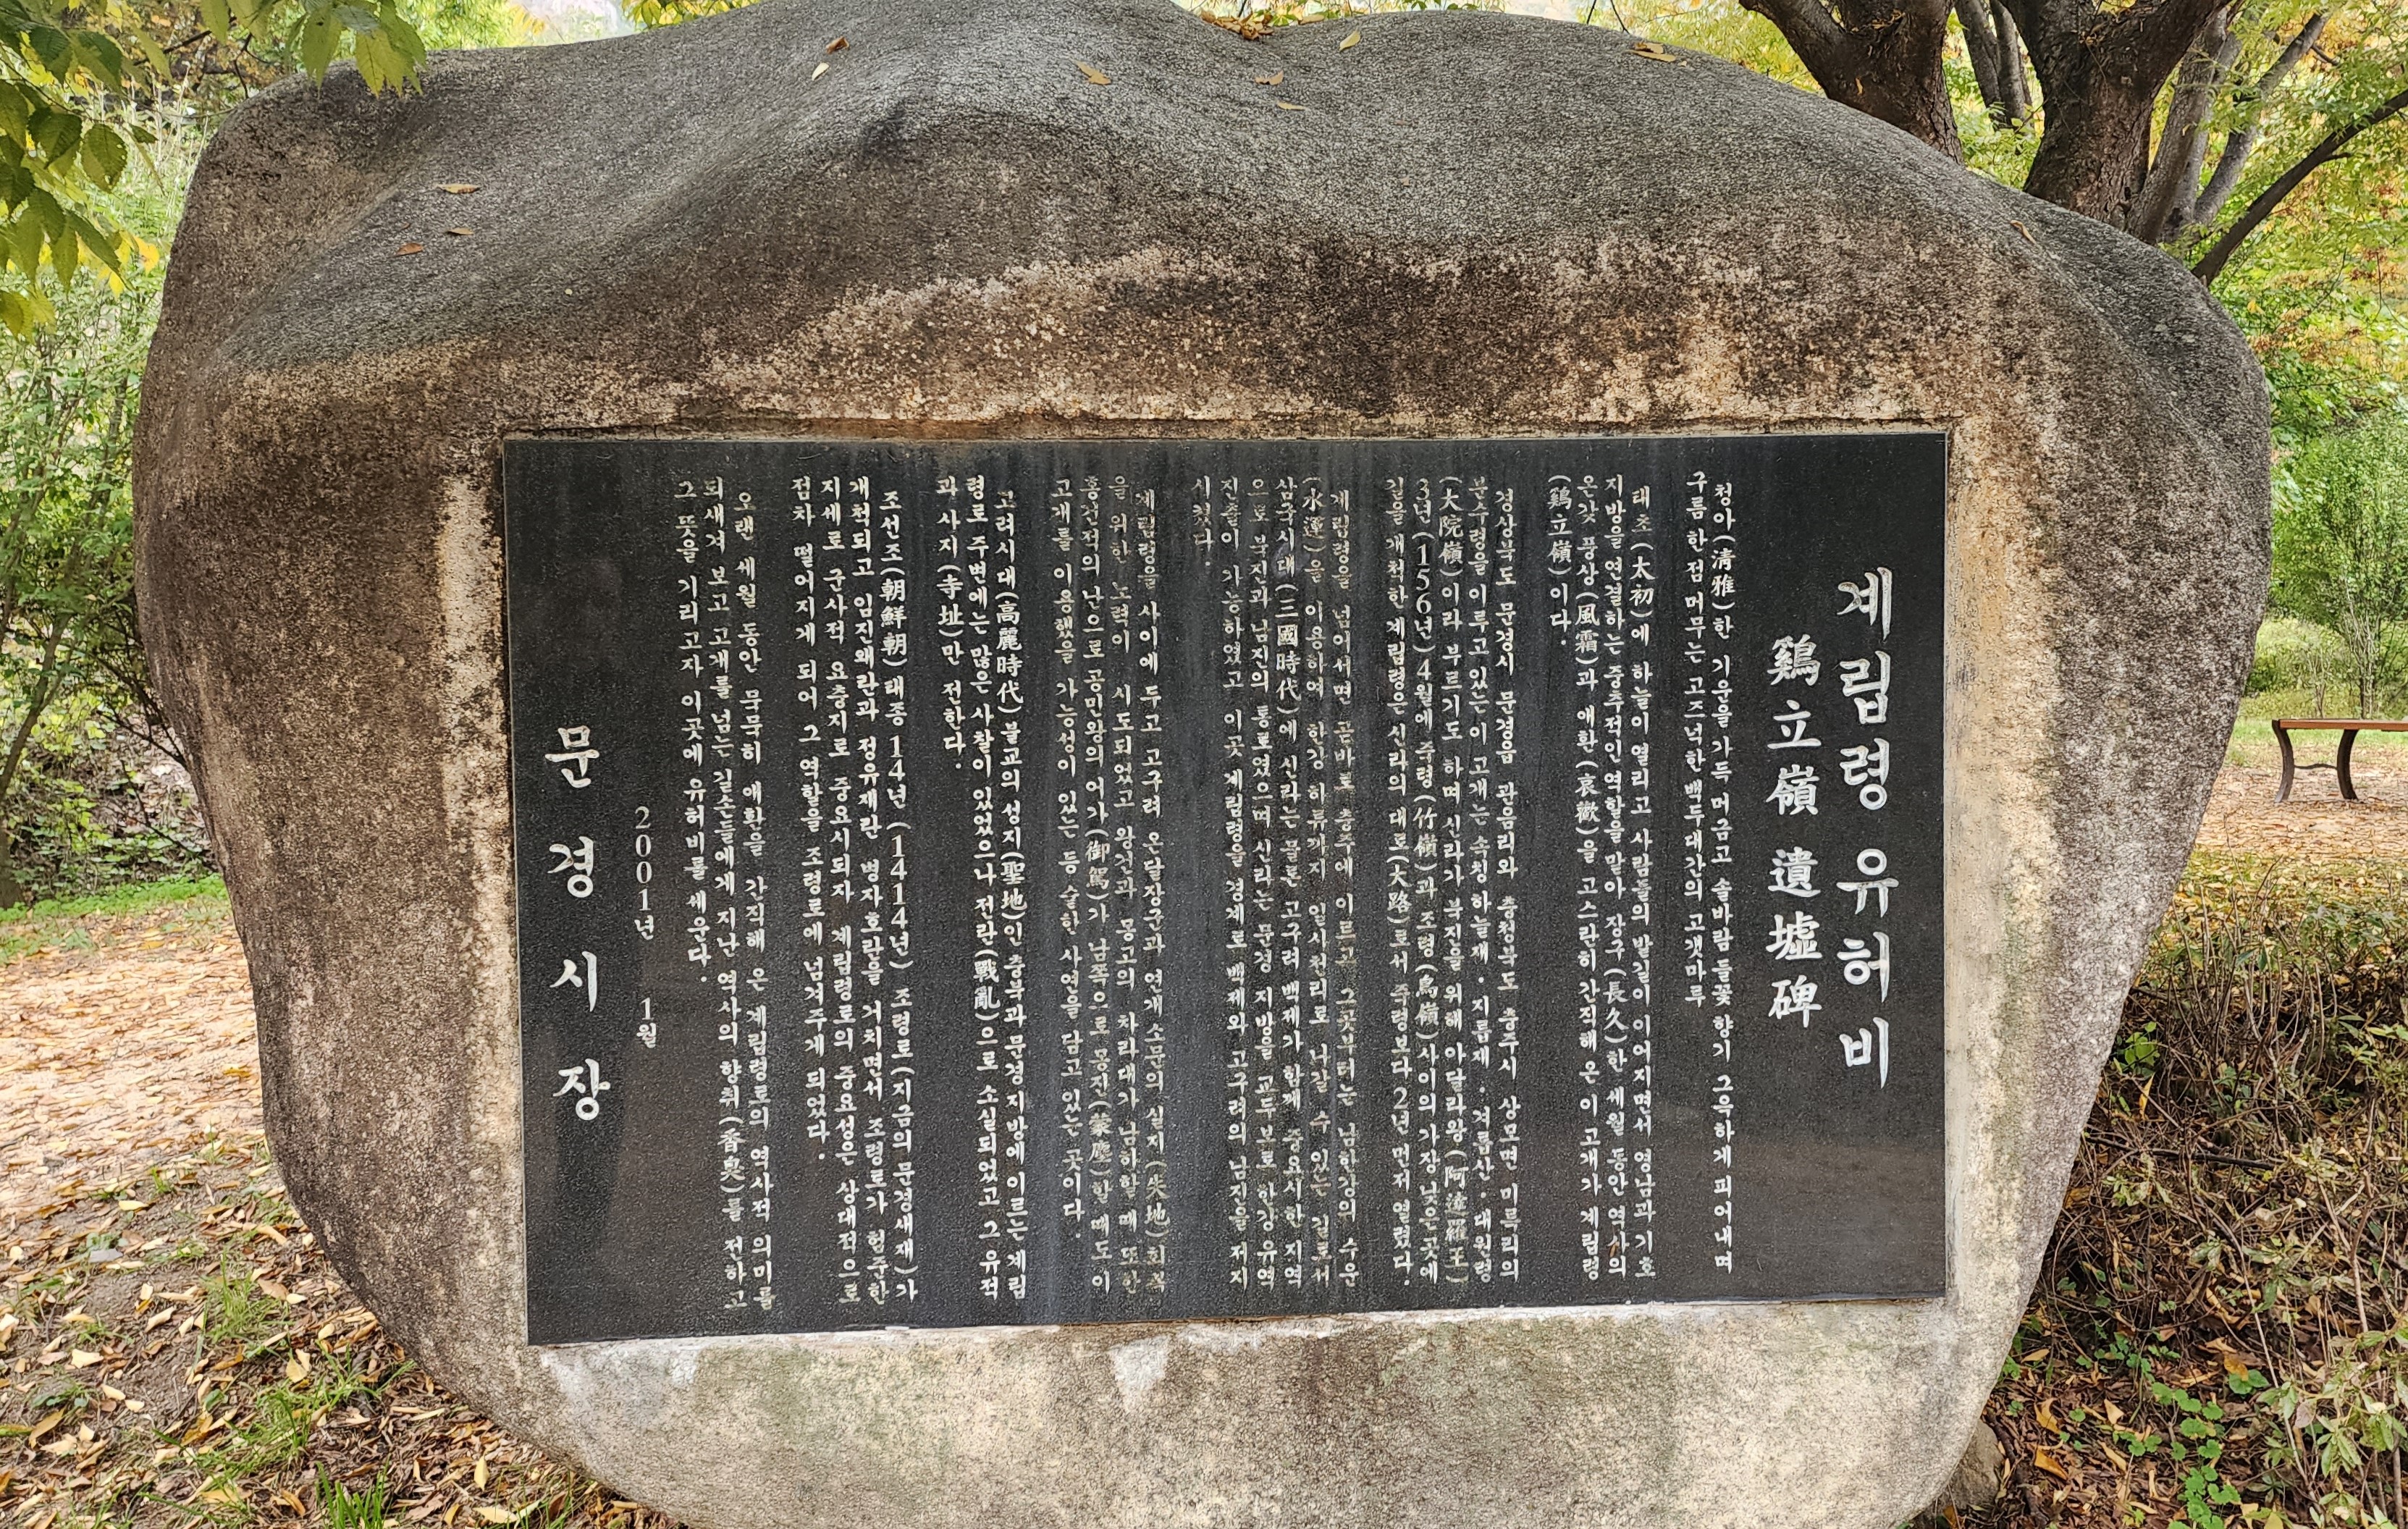 계립령 유허비
鷄立嶺 遺墟碑
청아(淸雅)한 기운을 가득 머금고 솔바람 들꽃 향기 그윽하게 피어내며
구름 한점 머무는 고즈넉한 백두대간의 고갯마루
태초(太初)에 하늘이 열리고 사람들의 발길이 이어지면서 영남과 기호
지방을 연결하는 중추적인 역할을 맡아 장구(長久)한 세월 동안 역사의
온갖 풍상(風霜)과 애환(哀歡)을 고스란히 간직해 온 이 고개가 계립령
(鷄立嶺)이다.
경상북도 문경시 문경읍 관음리와 충청북도 충주시 상모면 미륵리의
분수령을 이루고 있는 이 고개는 속칭 하늘재·지릅재·겨릅산·대원령
(大院嶺)이라 부르기도 하며 신라가 북진을 위해 아달라왕(阿達羅王)
3년(156년) 4월에 죽령(竹嶺)과 조령(鳥嶺) 사이의 가장 낮은 곳에
길을 개척한 계립령은 신라의 대로(大路)로서 죽령보다 2년 먼저 열렸다.
계립령을 넘어서면 곧바로 충주에 이르고 그곳부터는 남한강의 수운
(水運)을 이용하여 한강 하류까지 일사천리로 나갈 수 있는 길로서
삼국시대(三國時代)에 신라는 물론 고구려 백제가 함께 중요시한 지역
으로 북진과 남진의 통로였으며 신라는 문경 지방을 교두보로 한강 유역
진출이 가능하였고 이곳 계립령을 경계로 백제와 고구려의 남진을 저지
시켰다.
계립령을 사이에 두고 고구려 온달장군과 연개소문의 실지(失地) 회복
을 위한 노력이 시도되었고 왕건과 몽고의 차라대가 남하할 때 또한
홍건적의 난으로 공민왕의 어가(御駕)가 남쪽으로 몽진(蒙塵)할 때도 이
고개를 이용했을 가능성이 있는 등 숱한 사연을 담고 있는 곳이다.
고려시대(高麗時代) 불교의 성지(聖地)인 충북과 문경 지방에 이르는 계립
령로 주변에는 많은 사찰이 있었으나 전란(戰亂)으로 소실되었고 그 유적
과 사지(寺址)만 전한다.
조선조(朝鮮朝) 태종 14년 (1414년) 조령로(지금의 문경새재)가
개척되고 임진왜란과 정유재란 병자호란을 거치면서 조령로가 험준한
지세로 군사적 요충지로 중요시되자 계립령로의 중요성은 상대적으로
점차 떨어지게 되어 그 역할을 조령로에 넘겨주게 되었다.
오랜 세월 동안 묵묵히 애환을 간직해 온 계립령로의 역사적 의미를
되새겨 보고 고개를 넘는 길손들에게 지난 역사의 향취(香臭)를 전하고
그 뜻을 기리고자 이곳에 유허비를 세운다.
2001년 1월
문경시장